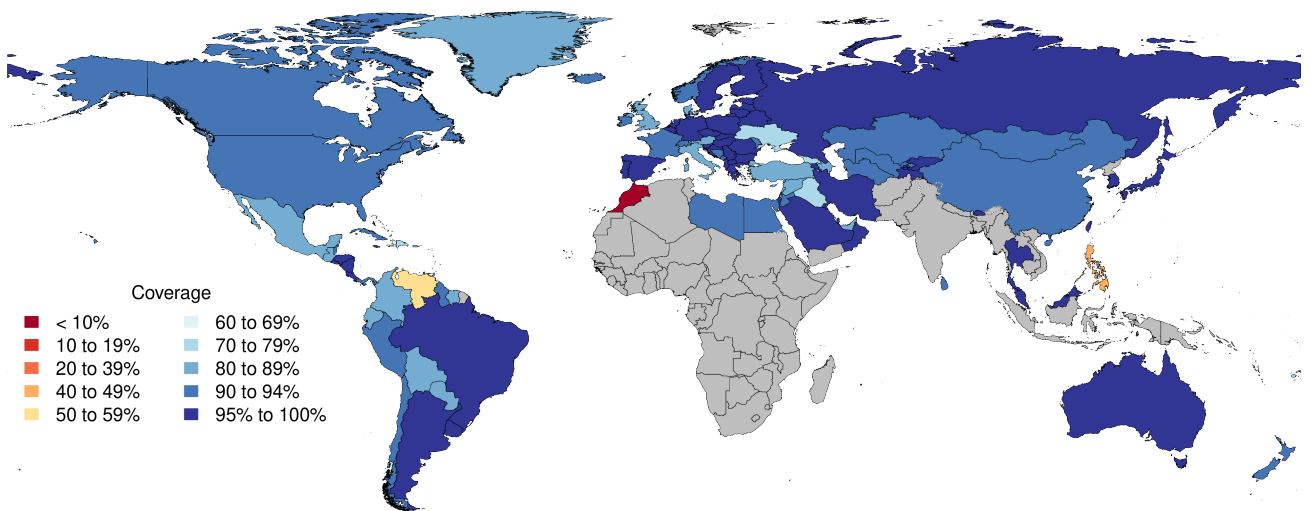 Coverage
< 10%
10 to 19%
20 to 39%
40 to 49%
50 to 59%
60 to 69%
70 to 79%
80 to 89%
90 to 94%
95% to 100%